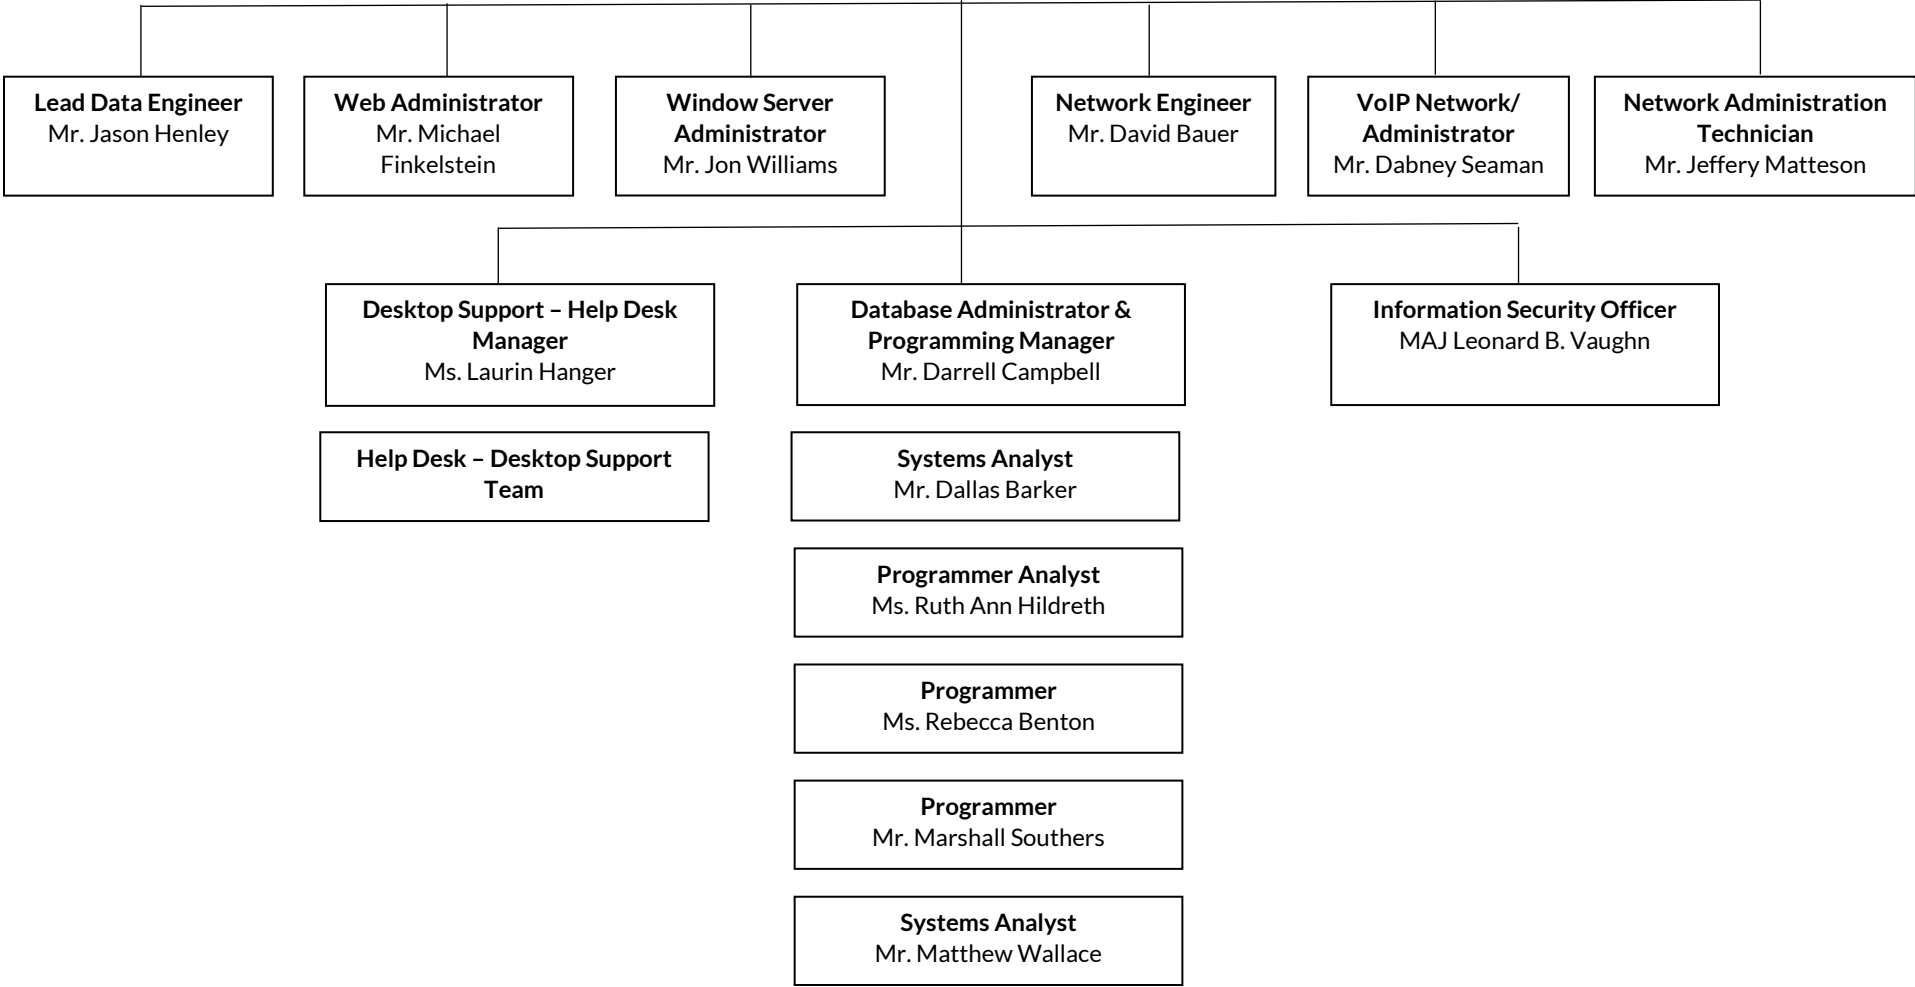 Lead Data Engineer
Mr. Jason Henley
Web Administrator
Mr. Michael
Finkelstein
Window Server
Administrator
Mr. Jon Williams
Network Engineer
Mr. David Bauer
VoIP Network/
Administrator
Mr. Dabney Seaman
Network Administration
Technician
Mr. Jeffery Matteson
Desktop Support – Help Desk
Manager
Ms. Laurin Hanger
Database Administrator &
Programming Manager
Mr. Darrell Campbell
Information Security Officer
MAJ Leonard B. Vaughn
Help Desk – Desktop Support
Team
Systems Analyst
Mr. Dallas Barker
Programmer Analyst
Ms. Ruth Ann Hildreth
Programmer
Ms. Rebecca Benton
Programmer
Mr. Marshall Southers
Systems Analyst
Mr. Matthew Wallace